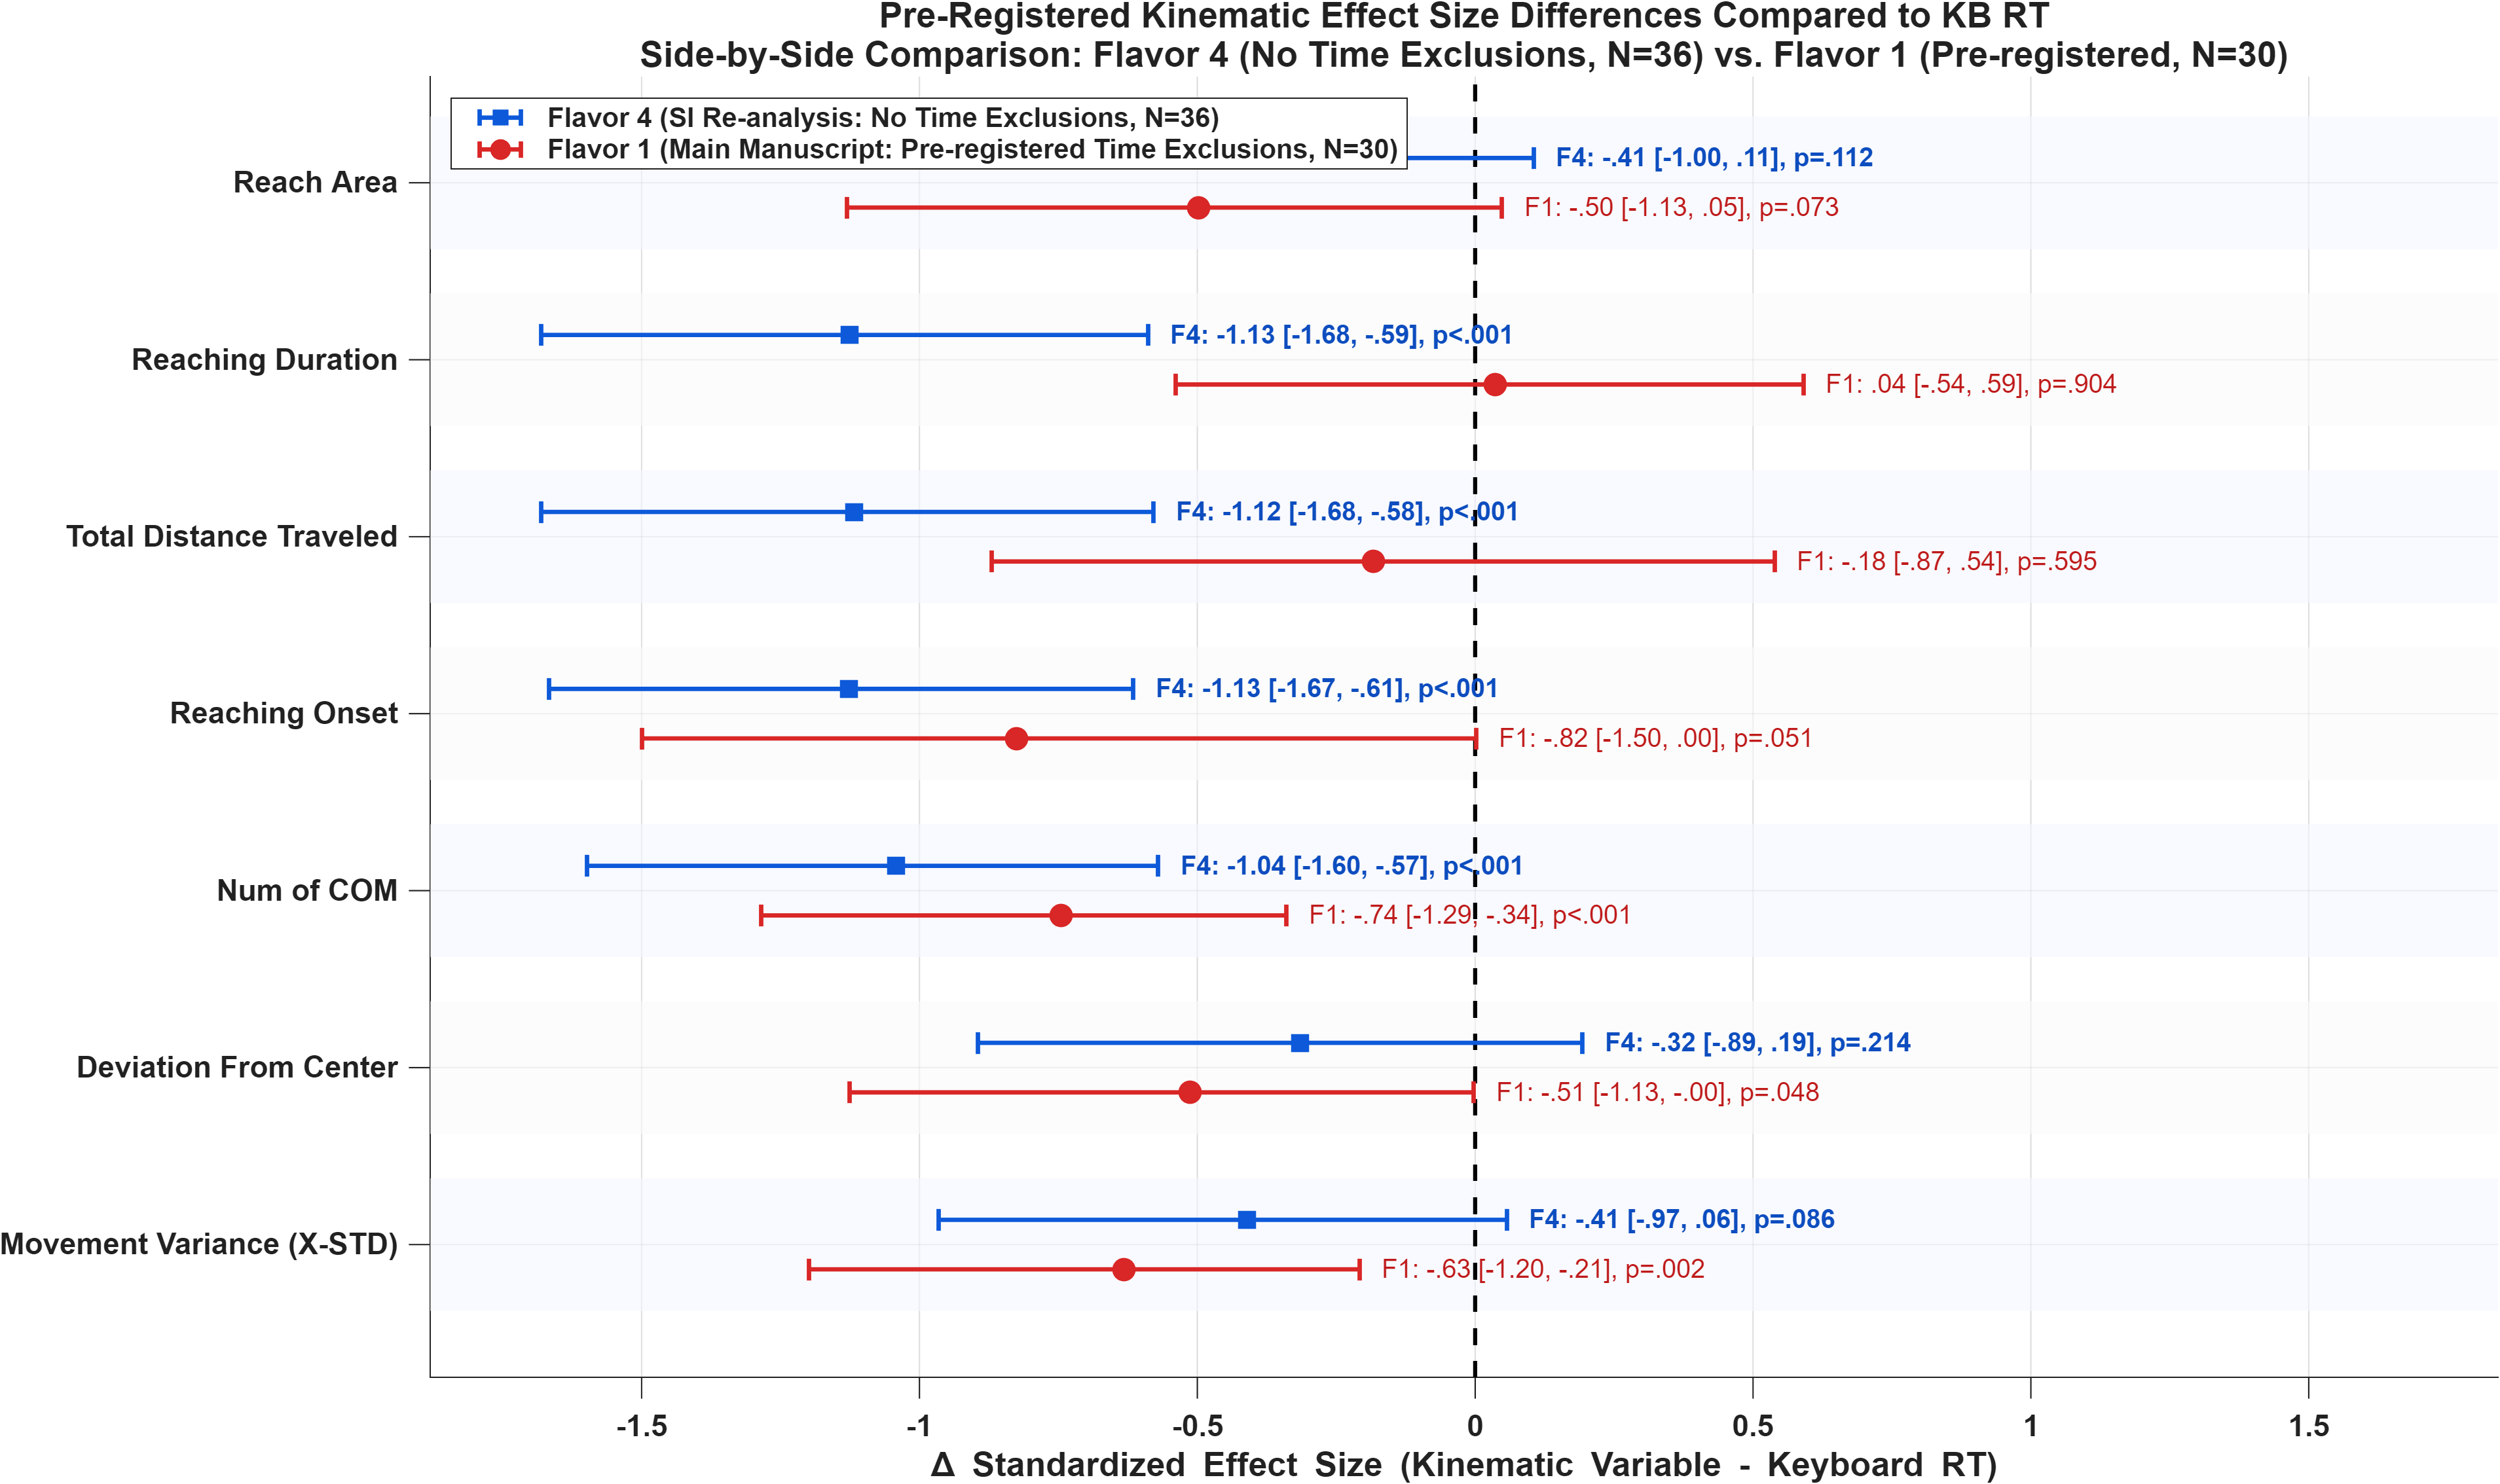 Pre-Registered Kinematic Effect Size Differences Compared to KB RT
Side-by-Side Comparison: Flavor 4 (No Time Exclusions, N=36) vs. Flavor 1 (Pre-registered, N=30)
Flavor 4 (SI Re-analysis: No Time Exclusions, N=36)
Flavor 1 (Main Manuscript: Pre-registered Time Exclusions, N=30)
Reach Area
F4: -.41 [-1.00, .11], p=.112
F1: -.50 [-1.13, .05], p=.073
Reaching Duration
F4: -1.13 [-1.68, -.59], p<.001
F1: .04 [-.54, .59], p=.904
Total Distance Traveled
F4: -1.12 [-1.68, -.58], p<.001
F1: -.18 [-.87, .54], p=.595
Reaching Onset
F4: -1.13 [-1.67, -.61], p<.001
F1: -.82 [-1.50, .00], p=.051
Num of COM
F4: -1.04 [-1.60, -.57], p<.001
F1: -.74 [-1.29, -.34], p<.001
Deviation From Center
F4: -.32 [-.89, .19], p=.214
F1: -.51 [-1.13, -.00], p=.048
Movement Variance (X-STD)
F4: -.41 [-.97, .06], p=.086
F1: -.63 [-1.20, -.21], p=.002
-1.5 -1 -0.5 0 0.5 1 1.5
Δ Standardized Effect Size (Kinematic Variable - Keyboard RT)